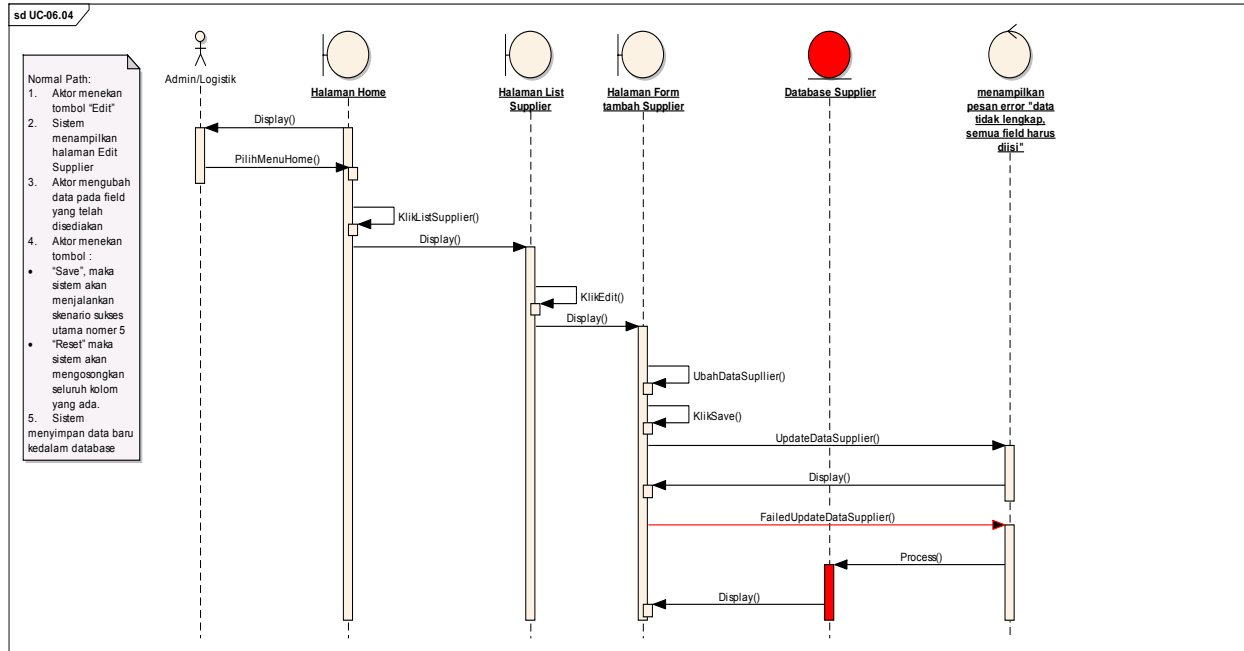 sd UC-06.04
Normal Path:
1. Aktor menekan
tombol “Edit”
2. Sistem
menampilkan
halaman Edit
Supplier
3. Aktor mengubah
data pada field
yang telah
disediakan
4. Aktor menekan
tombol :
• “Save”, maka
sistem akan
menjalankan
skenario sukses
utama nomer 5
• “Reset” maka
sistem akan
mengosongkan
seluruh kolom
yang ada.
5. Sistem
menyimpan data baru
kedalam database
Admin/Logistik
Halaman Home
Halaman List
Supplier
Halaman Form
tambah Supplier
Database Supplier
menampilkan
pesan error "data
tidak lengkap,
semua field harus
diisi"
Display()
PilihMenuHome()
KlikListSupplier()
Display()
KlikEdit()
Display()
UbahDataSupllier()
KlikSave()
UpdateDataSupplier()
Display()
FailedUpdateDataSupplier()
Process()
Display()